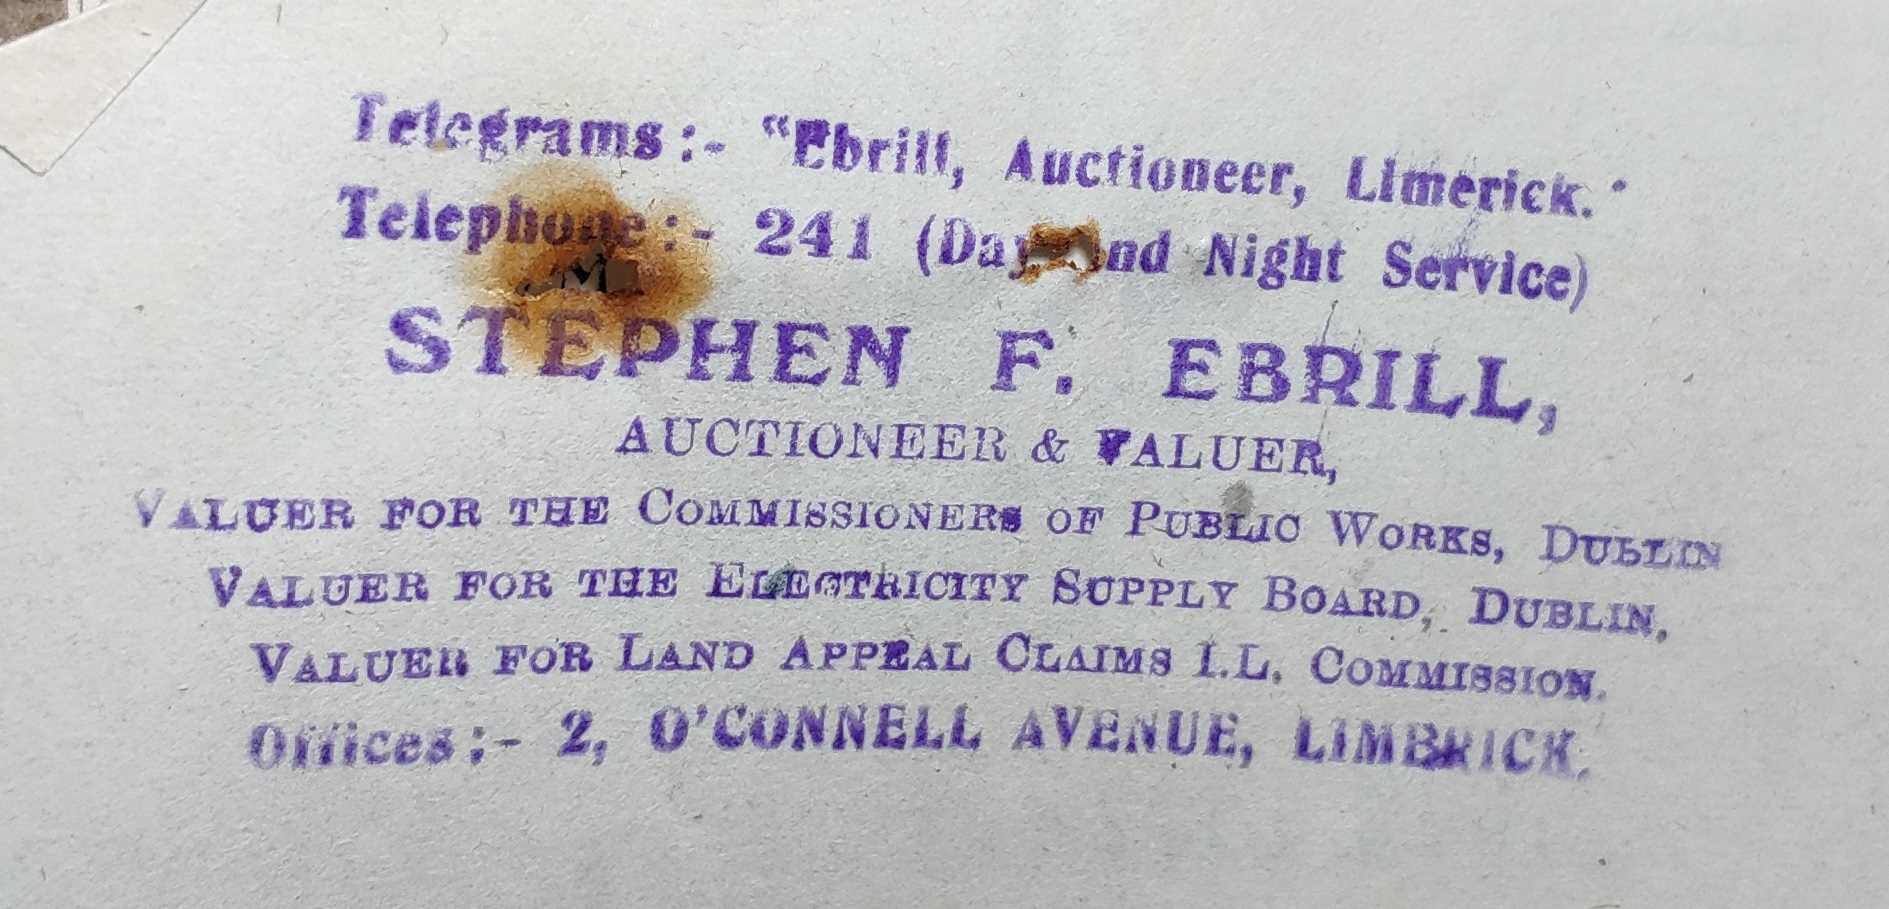 Telegrams:- "Ebrill, Auctioneer, Limerick."
Telephone:- 241 (Day and Night Service)
STEPHEN F. EBRILL,
AUCTIONEER & VALUER,
VALUER FOR THE COMMISSIONERS OF PUBLIC WORKS, DUBLIN
VALUER FOR THE ELECTRICITY SUPPLY BOARD, DUBLIN,
VALUER FOR LAND APPEAL CLAIMS I.L. COMMISSION.
Offices:- 2, O'CONNELL AVENUE, LIMERICK.